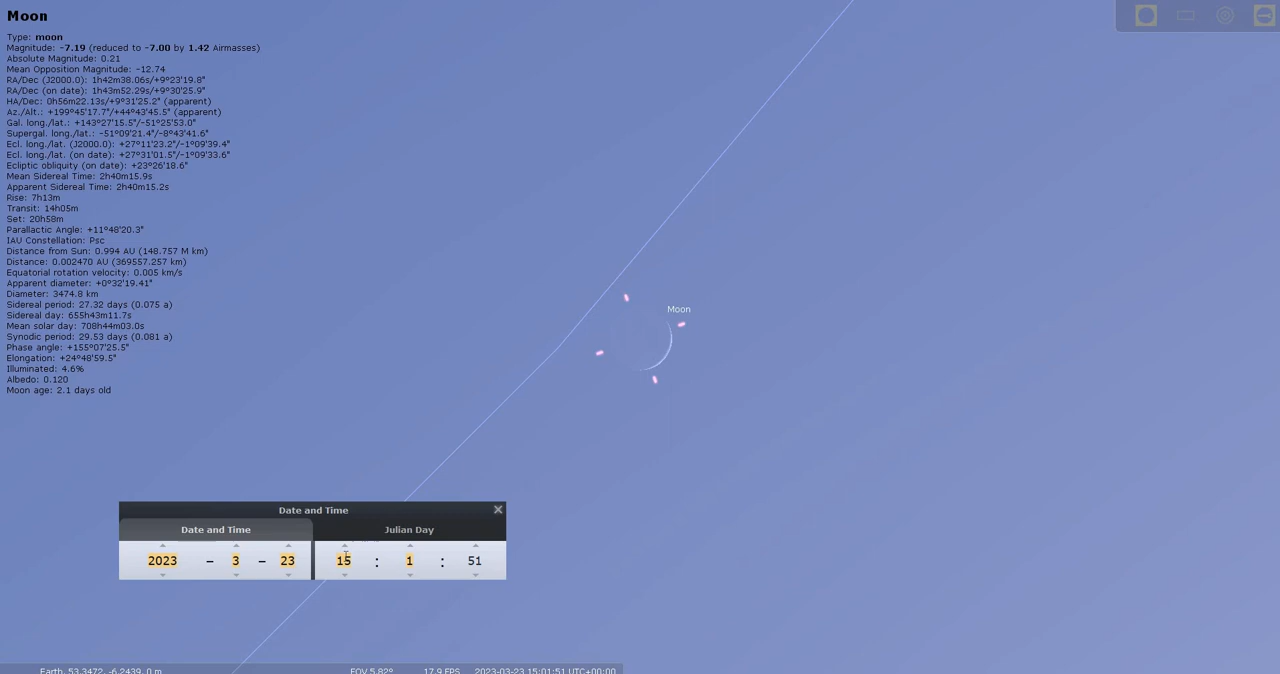 Moon
Type: moon
Magnitude: -7.19 (reduced to -7.00 by 1.42 Airmasses)
Absolute Magnitude: 0.21
Mean Opposition Magnitude: -12.74
RA/Dec (J2000.0): 1h42m38.06s/+9°23'19.8"
RA/Dec (on date): 1h43m52.29s/+9°30'25.9"
HA/Dec: 0h56m22.13s/+9°31'25.2" (apparent)
Az./Alt.: +199°45'17.7"/+44°43'45.5" (apparent)
Gal. long./lat.: +143°27'15.5"/-51°25'53.0"
Supergal. long./lat.: -51°09'21.4"/-8°43'41.6"
Ecl. long./lat. (J2000.0): +27°11'23.2"/-1°09'39.4"
Ecl. long./lat. (on date): +27°31'01.5"/-1°09'33.6"
Ecliptic obliquity (on date): +23°26'18.6"
Mean Sidereal Time: 2h40m15.9s
Apparent Sidereal Time: 2h40m15.2s
Rise: 7h13m
Transit: 14h05m
Set: 20h58m
Parallactic Angle: +11°48'20.3"
IAU Constellation: Psc
Distance from Sun: 0.994 AU (148.757 M km)
Distance: 0.002470 AU (369557.257 km)
Equatorial rotation velocity: 0.005 km/s
Apparent diameter: +0°32'19.41"
Diameter: 3474.8 km
Sidereal period: 27.32 days (0.075 a)
Sidereal day: 655h43m11.7s
Mean solar day: 708h44m03.0s
Synodic period: 29.53 days (0.081 a)
Phase angle: +155°07'25.5"
Elongation: +24°48'59.5"
Illuminated: 4.6%
Albedo: 0.120
Moon age: 2.1 days old
Moon
Date and Time
Date and Time Julian Day
2023 - 3 - 23 15 : 1 : 51
Earth, 53.3472, -6.2439, 0 m FOV 5.82° 17.9 FPS 2023-03-23 15:01:51 UTC+00:00